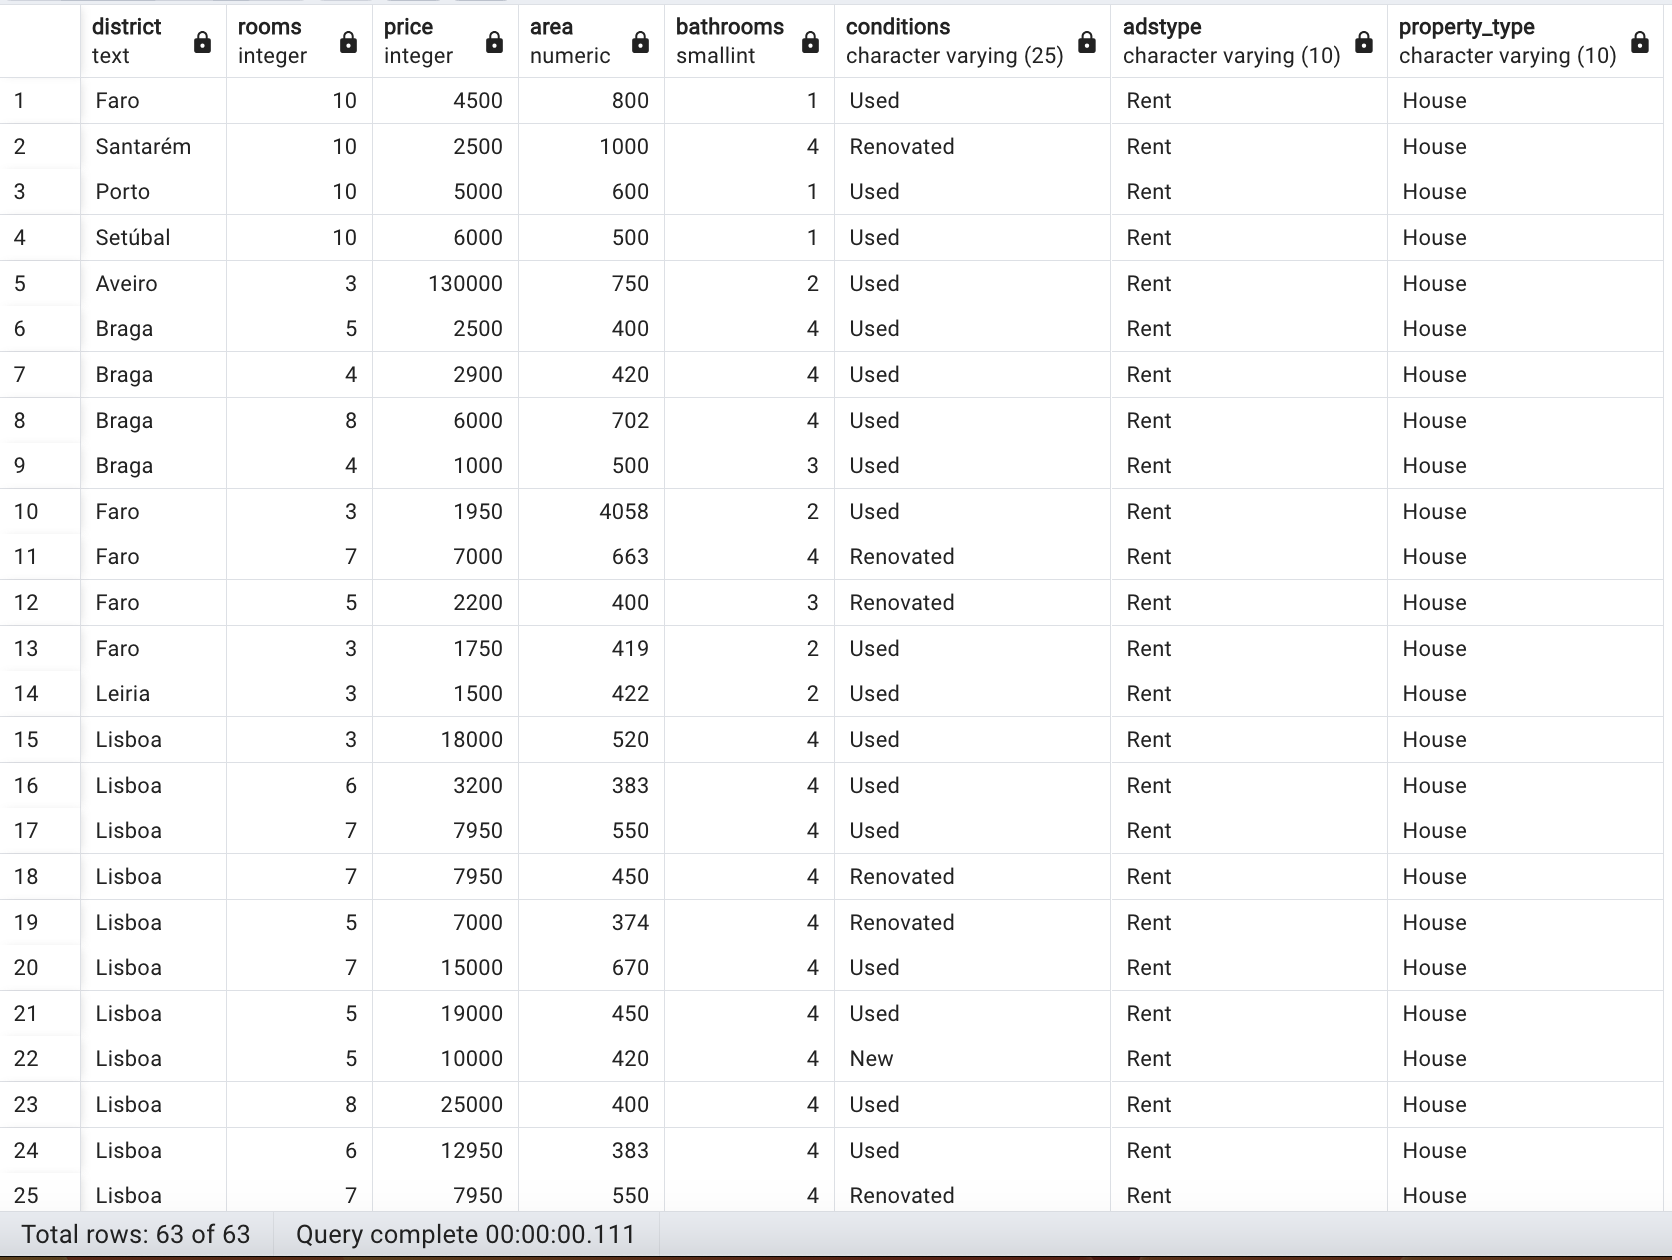 district rooms price area bathrooms conditions adstype property_type
text integer integer numeric smallint character varying (25) character varying (10) character varying (10)
1 Faro 10 4500 800 1 Used Rent House
2 Santarém 10 2500 1000 4 Renovated Rent House
3 Porto 10 5000 600 1 Used Rent House
4 Setúbal 10 6000 500 1 Used Rent House
5 Aveiro 3 130000 750 2 Used Rent House
6 Braga 5 2500 400 4 Used Rent House
7 Braga 4 2900 420 4 Used Rent House
8 Braga 8 6000 702 4 Used Rent House
9 Braga 4 1000 500 3 Used Rent House
10 Faro 3 1950 4058 2 Used Rent House
11 Faro 7 7000 663 4 Renovated Rent House
12 Faro 5 2200 400 3 Renovated Rent House
13 Faro 3 1750 419 2 Used Rent House
14 Leiria 3 1500 422 2 Used Rent House
15 Lisboa 3 18000 520 4 Used Rent House
16 Lisboa 6 3200 383 4 Used Rent House
17 Lisboa 7 7950 550 4 Used Rent House
18 Lisboa 7 7950 450 4 Renovated Rent House
19 Lisboa 5 7000 374 4 Renovated Rent House
20 Lisboa 7 15000 670 4 Used Rent House
21 Lisboa 5 19000 450 4 Used Rent House
22 Lisboa 5 10000 420 4 New Rent House
23 Lisboa 8 25000 400 4 Used Rent House
24 Lisboa 6 12950 383 4 Used Rent House
25 Lisboa 7 7950 550 4 Renovated Rent House
Total rows: 63 of 63 Query complete 00:00:00.111